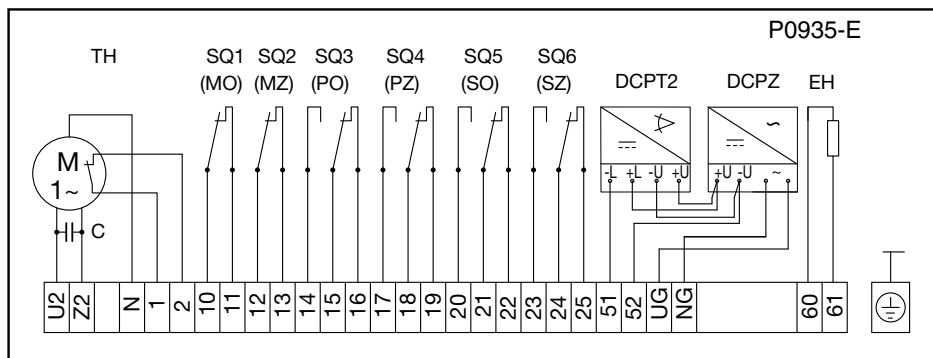 P0935-E
TH SQ1 SQ2 SQ3 SQ4 SQ5 SQ6
(MO) (MZ) (PO) (PZ) (SO) (SZ) DCPT2 DCPZ EH
M
1~
C
-L +L -U +U +U -U ~
U2 Z2 N 1 2 10 11 12 13 14 15 16 17 18 19 20 21 22 23 24 25 51 52 UG NG 60 61